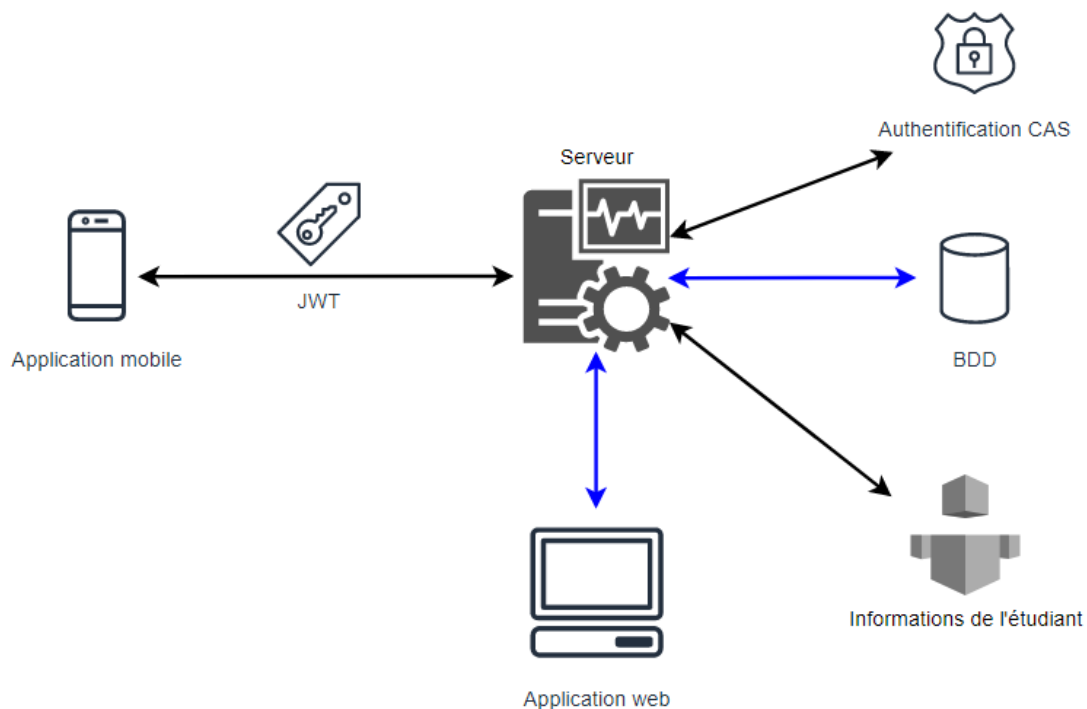 Authentification CAS
Serveur
JWT
Application mobile
BDD
Informations de l'étudiant
Application web